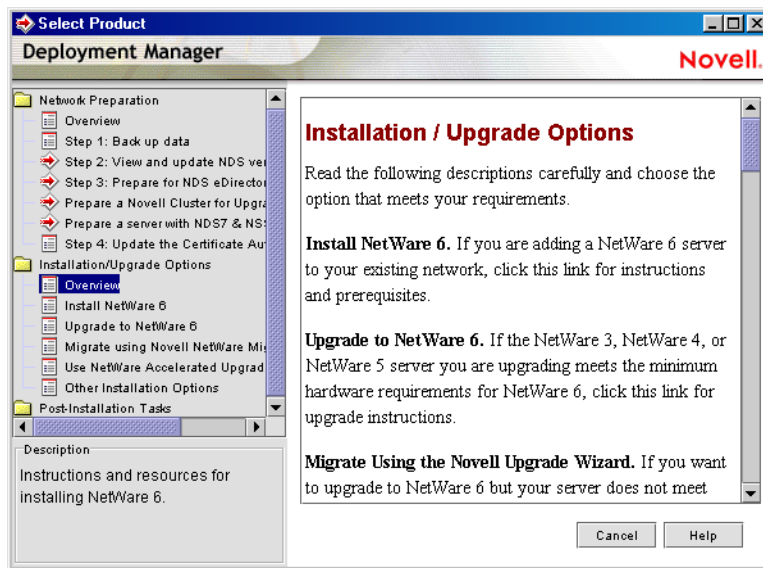 Select Product
Deployment Manager
Novell.
Network Preparation
Overview
Step 1: Back up data
Step 2: View and update NDS ver
Step 3: Prepare for NDS eDirector
Prepare a Novell Cluster for Upgra
Prepare a server with NDS7 & NS
Step 4: Update the Certificate Au
Installation/Upgrade Options
Overview
Install NetWare 6
Upgrade to NetWare 6
Migrate using Novell NetWare Mig
Use NetWare Accelerated Upgrad
Other Installation Options
Post-Installation Tasks
Description
Instructions and resources for
installing NetWare 6.
Installation / Upgrade Options
Read the following descriptions carefully and choose the
option that meets your requirements.
Install NetWare 6. If you are adding a NetWare 6 server
to your existing network, click this link for instructions
and prerequisites.
Upgrade to NetWare 6. If the NetWare 3, NetWare 4, or
NetWare 5 server you are upgrading meets the minimum
hardware requirements for NetWare 6, click this link for
upgrade instructions.
Migrate Using the Novell Upgrade Wizard. If you want
to upgrade to NetWare 6 but your server does not meet
Cancel
Help